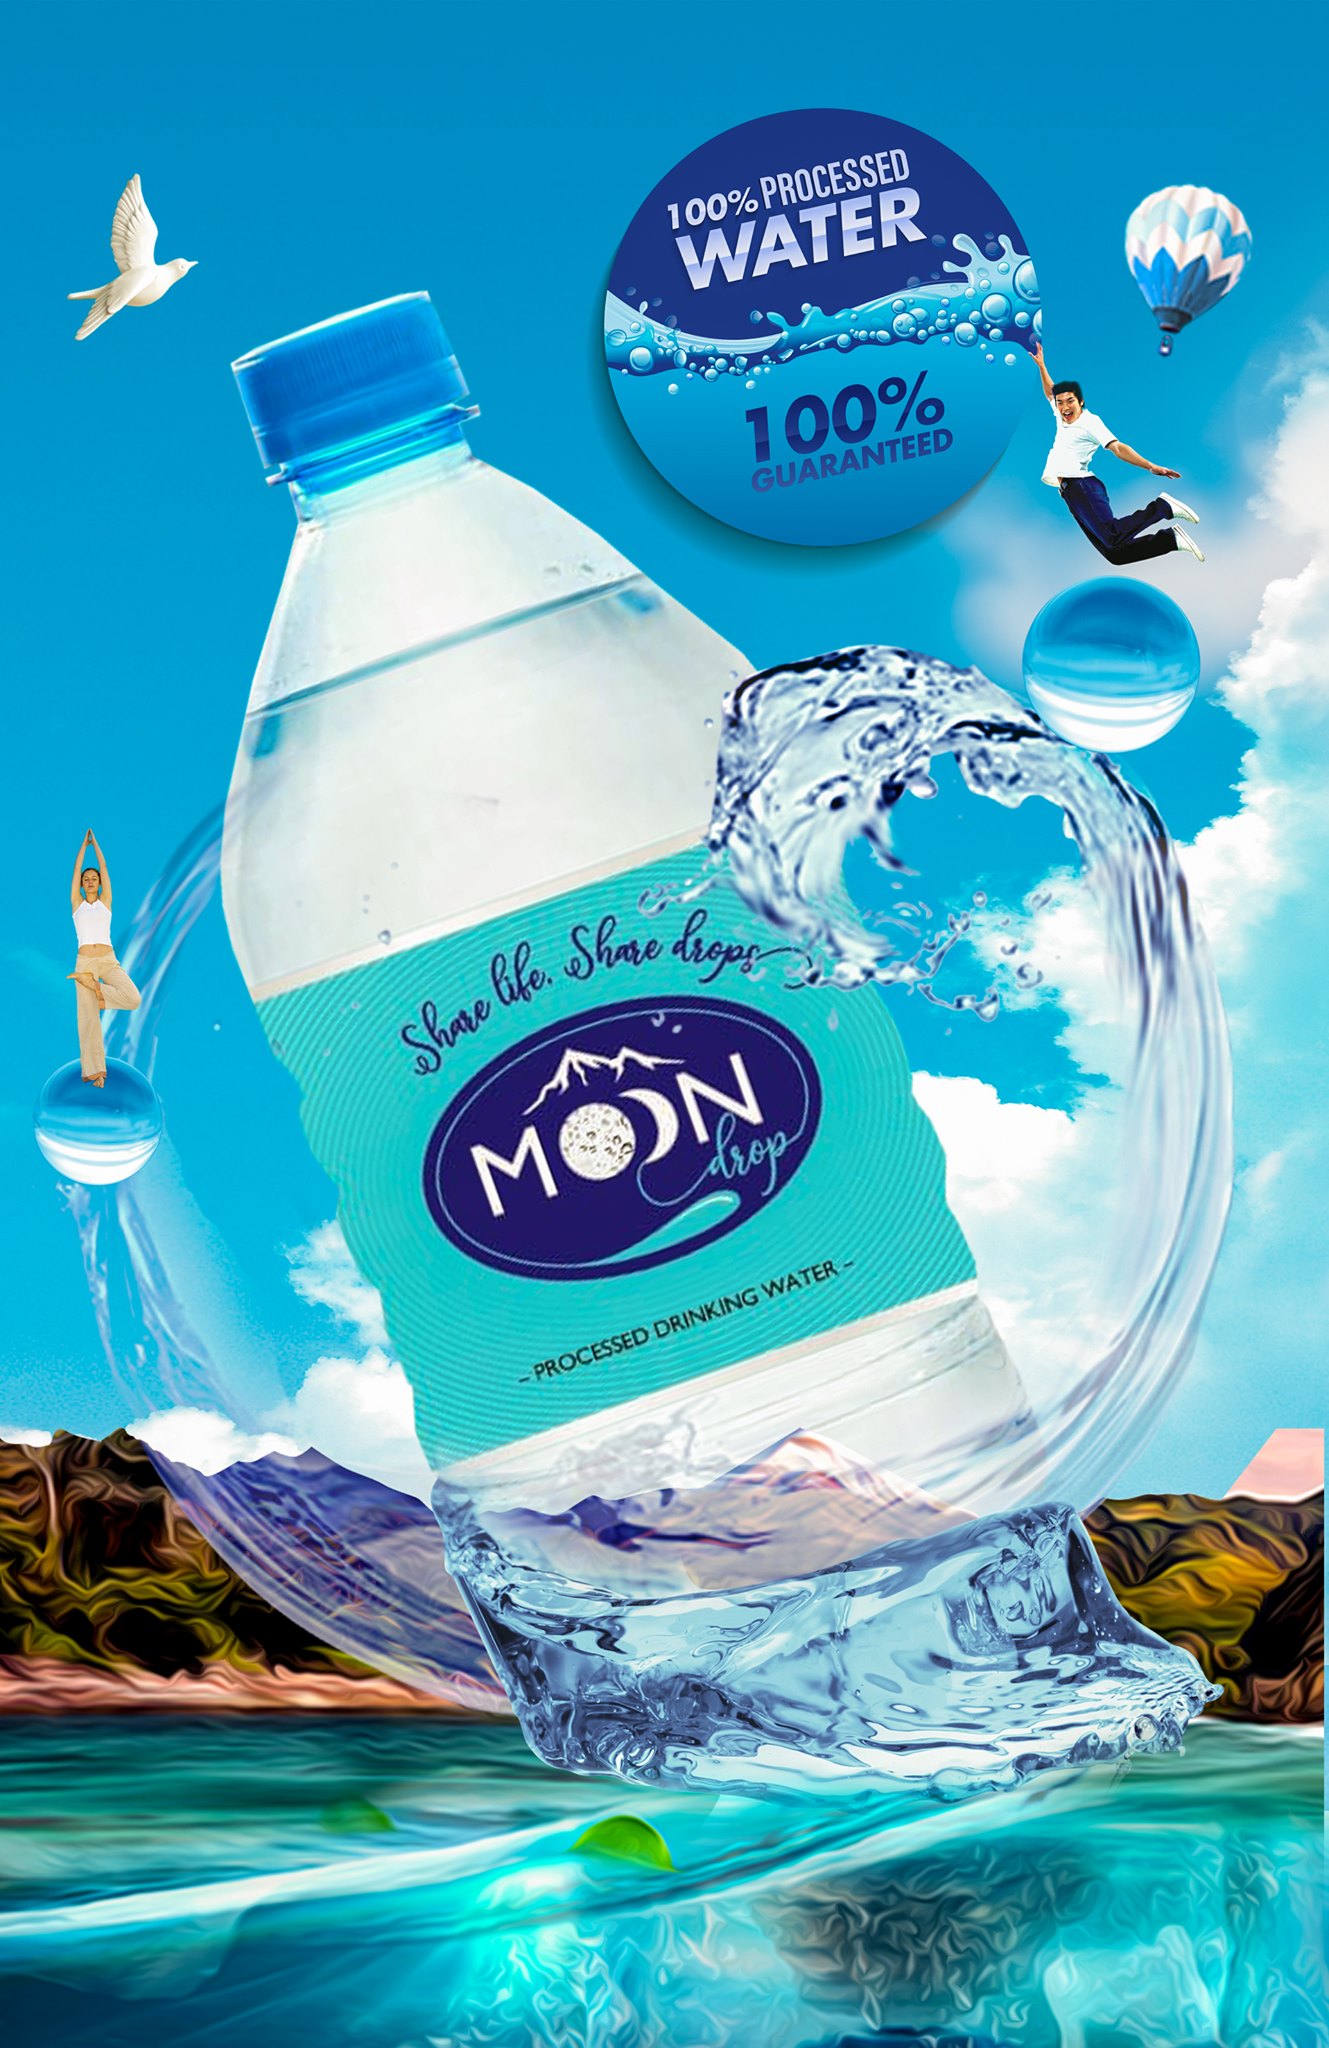 100% PROCESSED
WATER
100%
GUARANTEED
Share life. Share drops
MOON
drop
– PROCESSED DRINKING WATER –